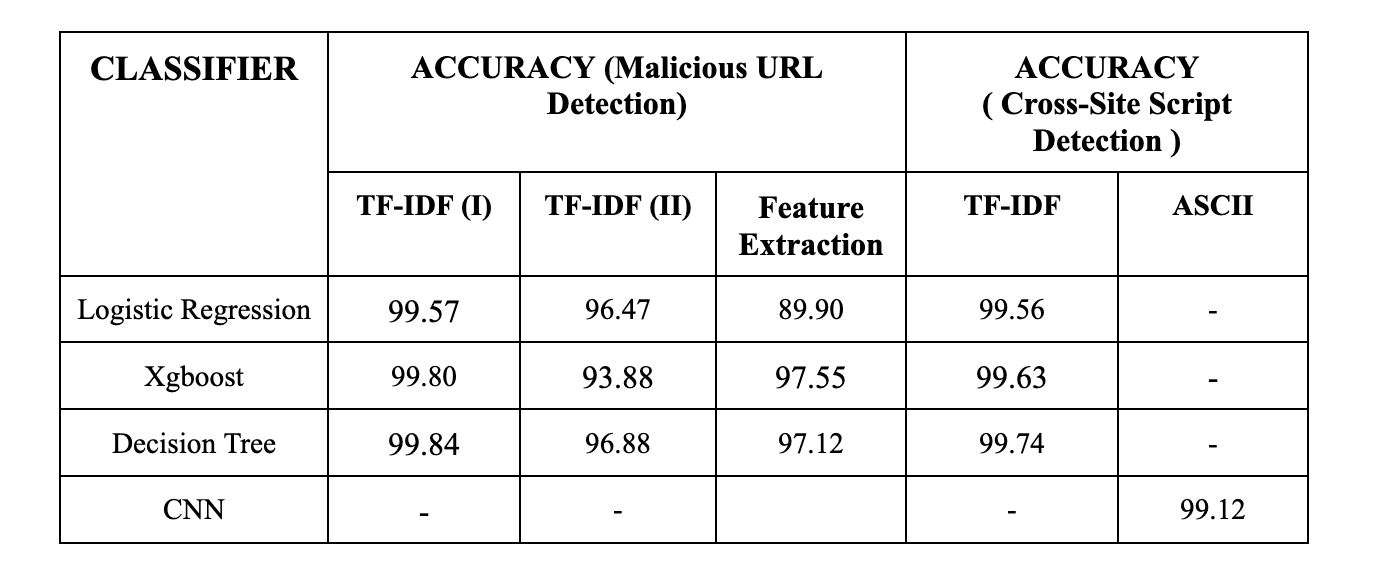 CLASSIFIER
ACCURACY (Malicious URL
Detection)
ACCURACY
( Cross-Site Script
Detection )
TF-IDF (I)
TF-IDF (II)
Feature
Extraction
TF-IDF
ASCII
Logistic Regression
99.57
96.47
89.90
99.56
-
Xgboost
99.80
93.88
97.55
99.63
-
Decision Tree
99.84
96.88
97.12
99.74
-
CNN
-
-
-
99.12